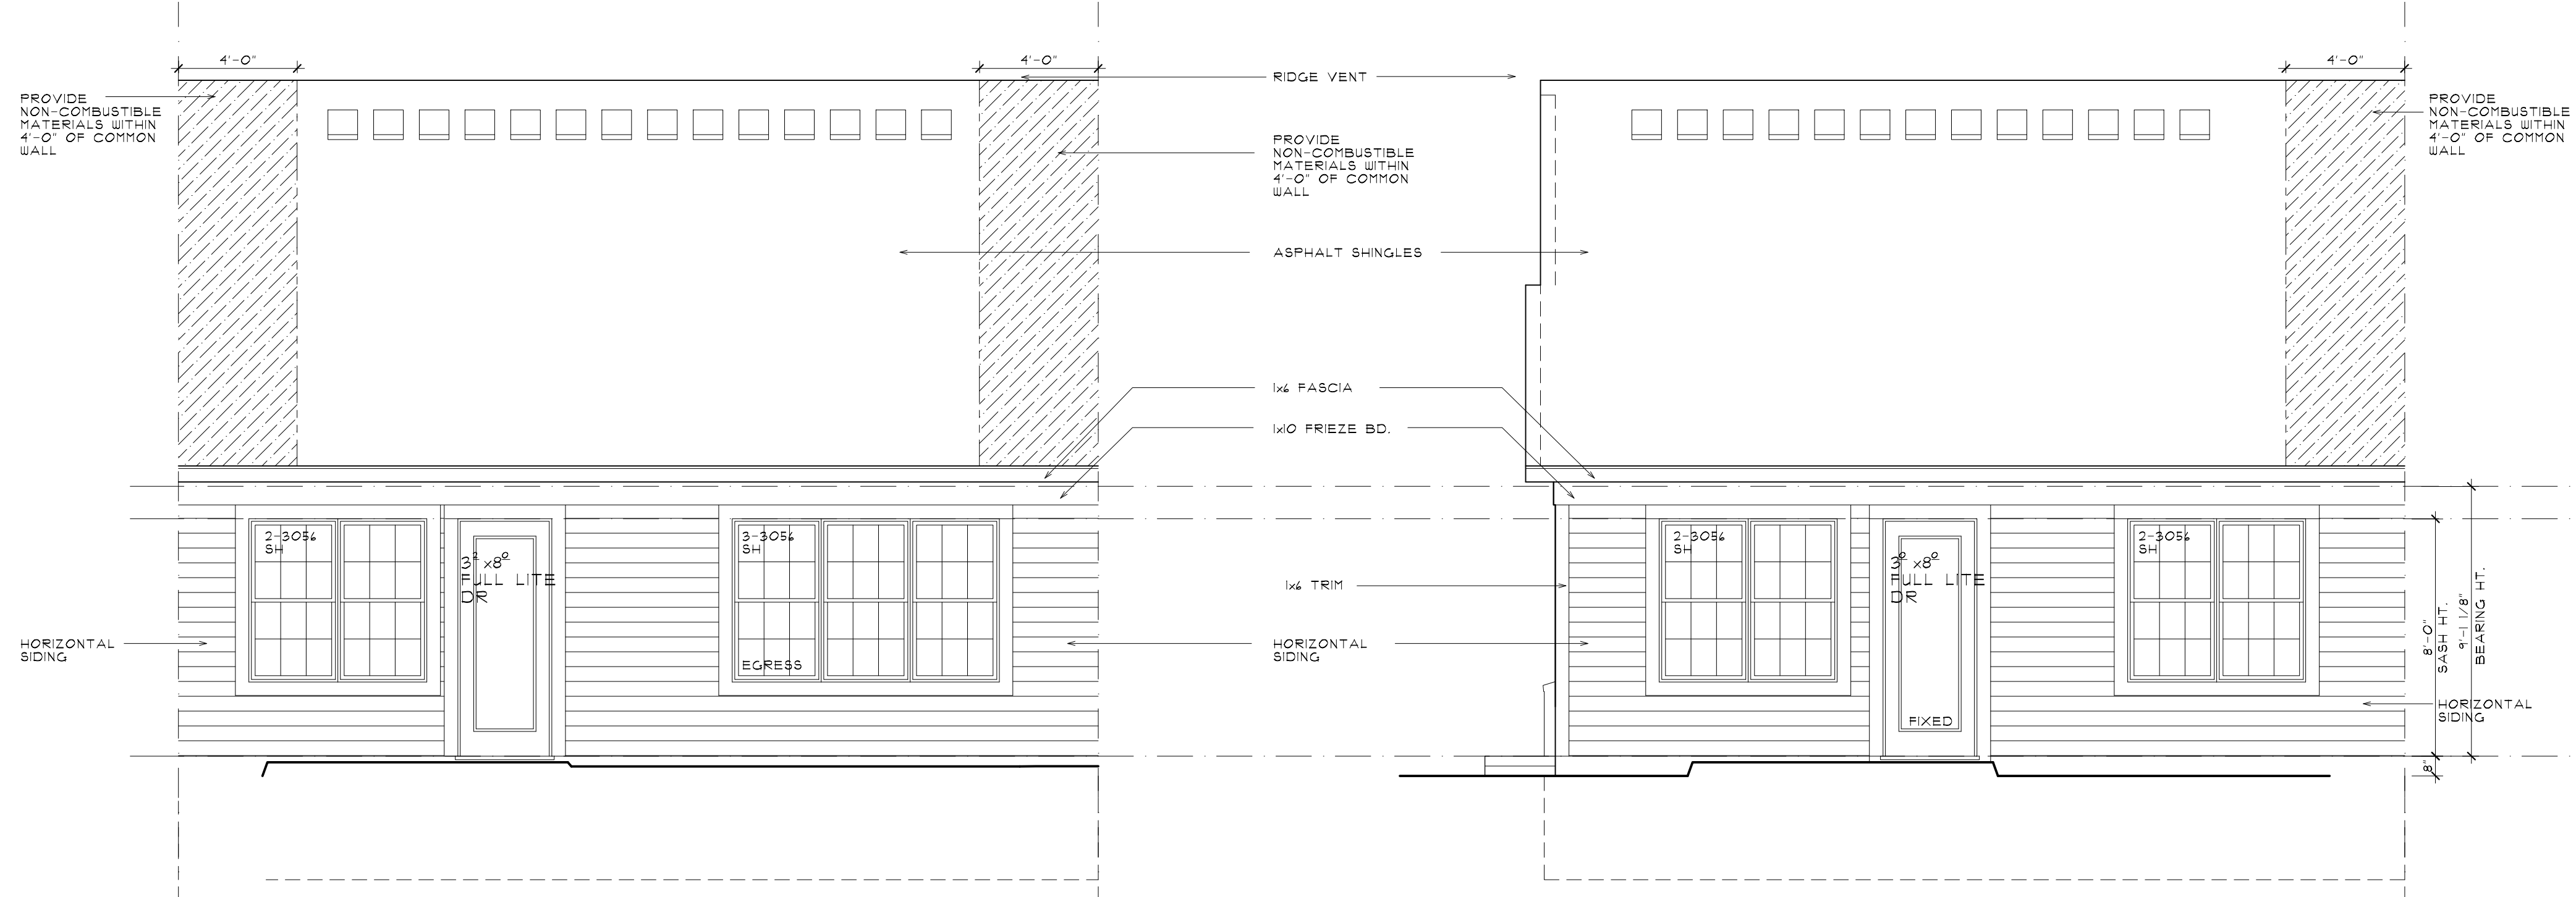 4'-0"
4'-0"
4'-0"
PROVIDE
NON-COMBUSTIBLE
MATERIALS WITHIN
4'-0" OF COMMON
WALL
RIDGE VENT
PROVIDE
NON-COMBUSTIBLE
MATERIALS WITHIN
4'-0" OF COMMON
WALL
PROVIDE
NON-COMBUSTIBLE
MATERIALS WITHIN
4'-0" OF COMMON
WALL
ASPHALT SHINGLES
1x6 FASCIA
1x10 FRIEZE BD.
2-3056
SH
3² x8⁰
FULL LITE
DR
3-3056
SH
EGRESS
1x6 TRIM
2-3056
SH
3⁰ x8⁰
FULL LITE
DR
FIXED
2-3056
SH
HORIZONTAL
SIDING
HORIZONTAL
SIDING
HORIZONTAL
SIDING
8'-0"
SASH HT.
9'-1 1/8"
BEARING HT.
8"